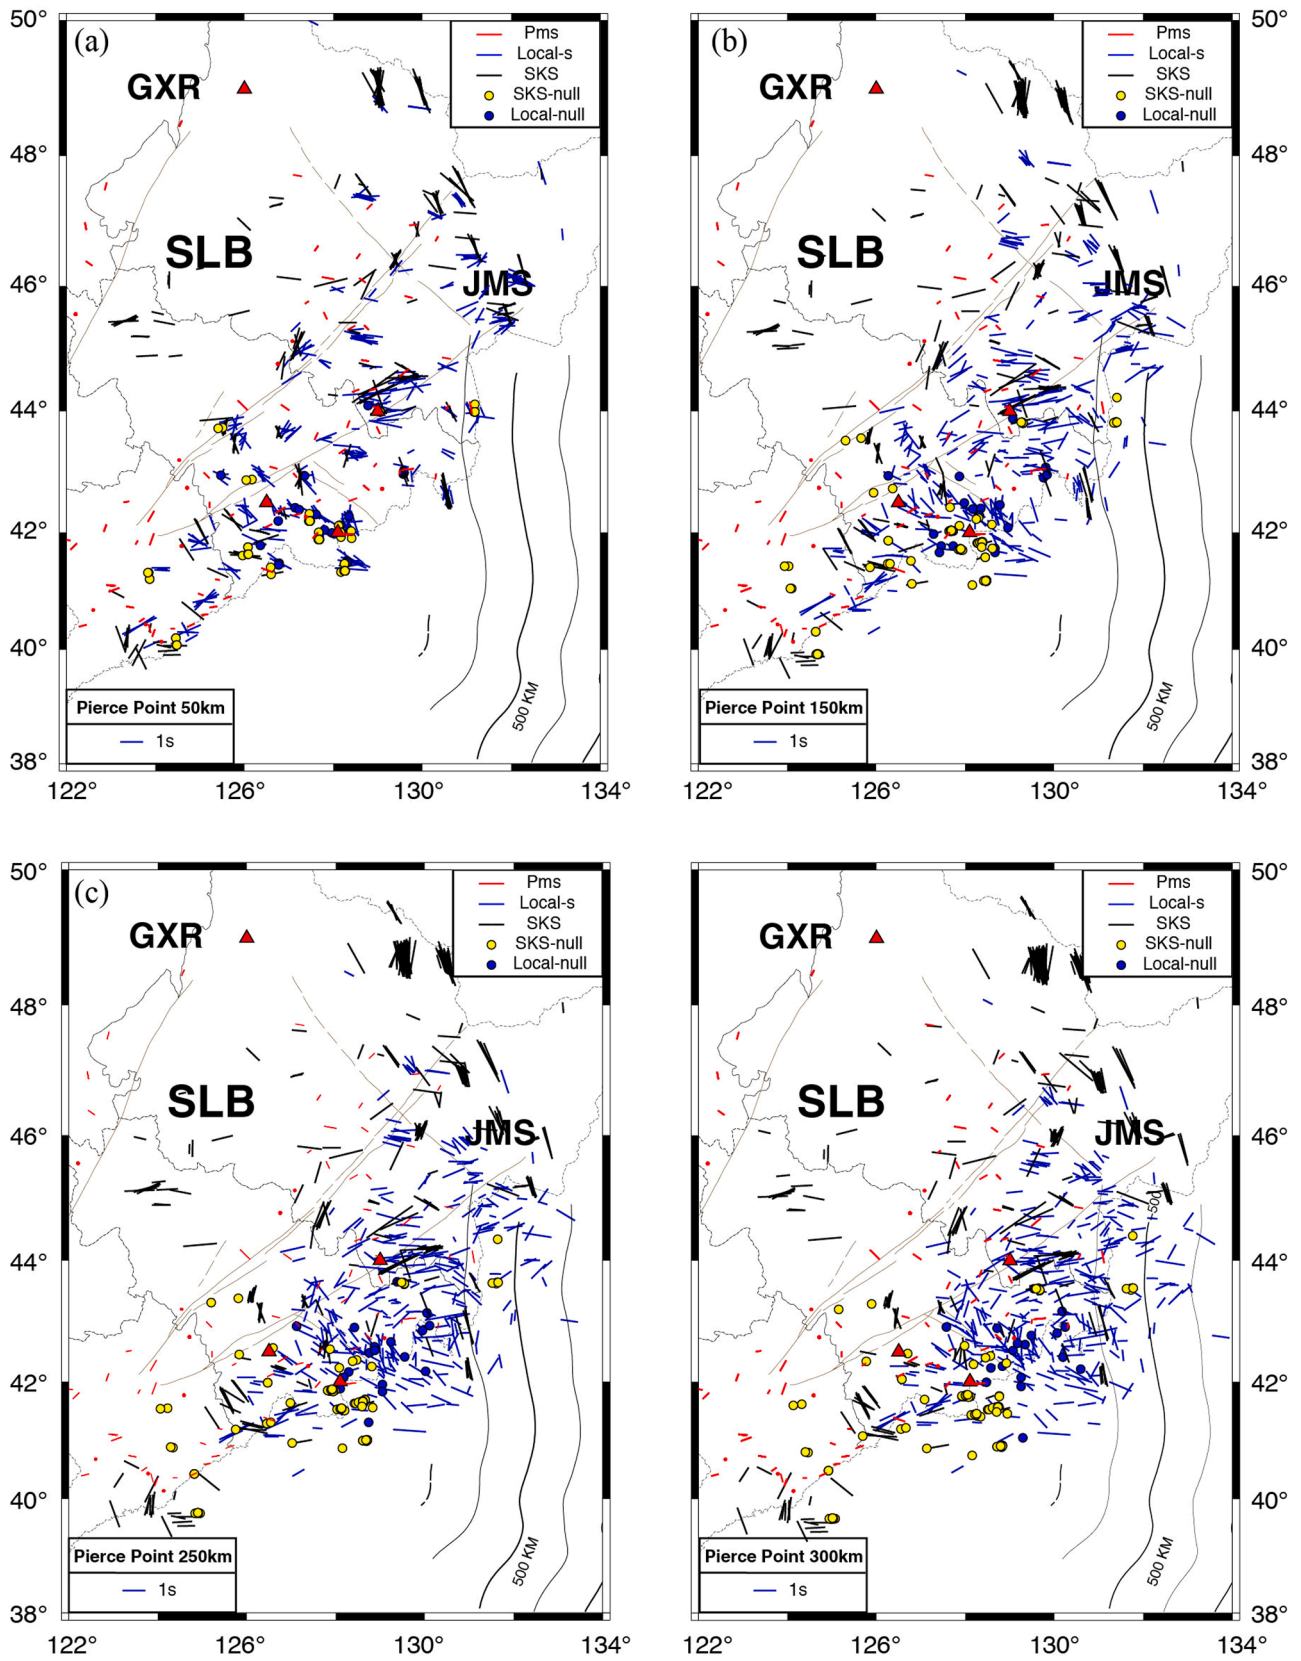 (a)
Pms
Local-s
SKS
SKS-null
Local-null
GXR
SLB
JMS
500 KM
Pierce Point 50km
1s
50°
48°
46°
44°
42°
40°
38°
122°
126°
130°
134°
(b)
Pms
Local-s
SKS
SKS-null
Local-null
GXR
SLB
JMS
500 KM
Pierce Point 150km
1s
50°
48°
46°
44°
42°
40°
38°
122°
126°
130°
134°
(c)
Pms
Local-s
SKS
SKS-null
Local-null
GXR
SLB
JMS
500 KM
Pierce Point 250km
1s
50°
48°
46°
44°
42°
40°
38°
122°
126°
130°
134°
Pms
Local-s
SKS
SKS-null
Local-null
GXR
SLB
JMS
500 KM
Pierce Point 300km
1s
50°
48°
46°
44°
42°
40°
38°
122°
126°
130°
134°